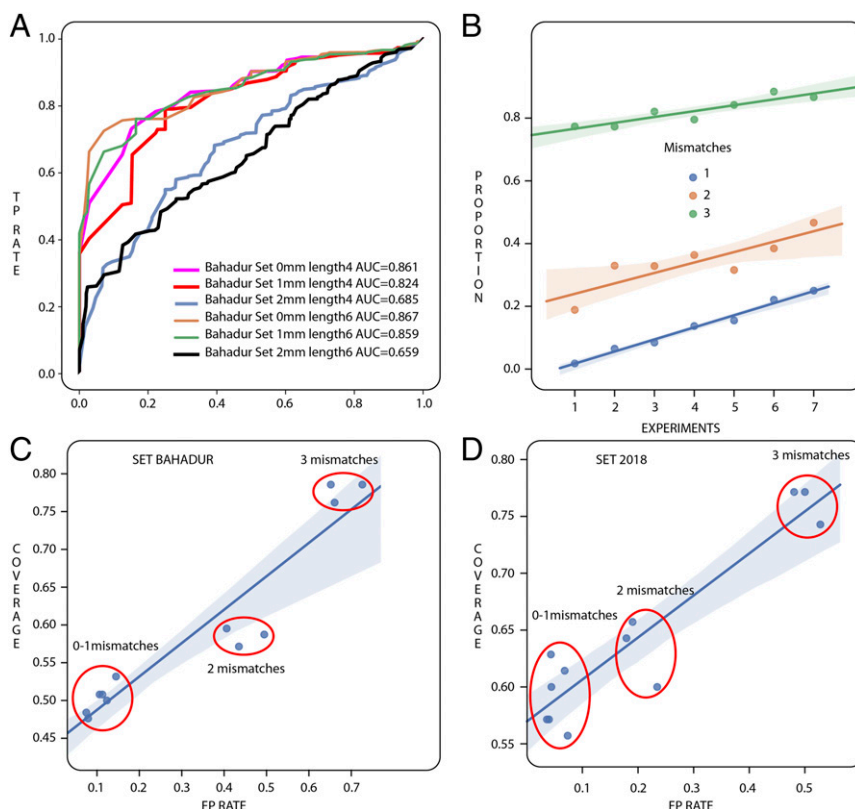 A
1.0
0.8
0.6
0.4
0.2
0.0
TP RATE
Bahadur Set 0mm length4 AUC=0.861
Bahadur Set 1mm length4 AUC=0.824
Bahadur Set 2mm length4 AUC=0.685
Bahadur Set 0mm length6 AUC=0.867
Bahadur Set 1mm length6 AUC=0.859
Bahadur Set 2mm length6 AUC=0.659
0.0 0.2 0.4 0.6 0.8 1.0
B
0.8
0.6
0.4
0.2
0.0
PROPORTION
Mismatches
1
2
3
1 2 3 4 5 6 7
EXPERIMENTS
C
SET BAHADUR
3 mismatches
0.80
0.75
0.70
0.65
0.60
0.55
0.50
0.45
COVERAGE
0-1mismatches
2 mismatches
0.1 0.2 0.3 0.4 0.5 0.6 0.7
FP RATE
D
SET 2018
3 mismatches
0.80
0.75
0.70
0.65
0.60
0.55
COVERAGE
2 mismatches
0-1mismatches
0.1 0.2 0.3 0.4 0.5
FP RATE